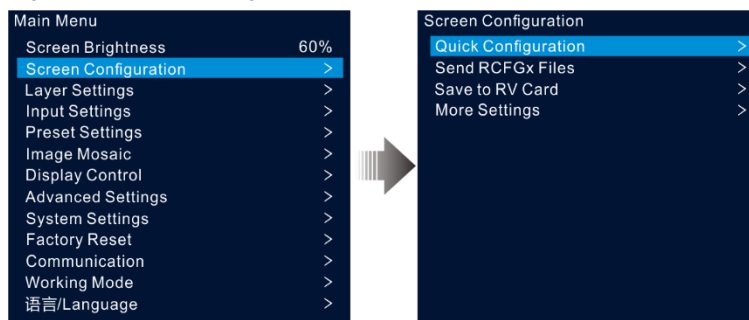 Main Menu
Screen Brightness 60%
Screen Configuration >
Layer Settings >
Input Settings >
Preset Settings >
Image Mosaic >
Display Control >
Advanced Settings >
System Settings >
Factory Reset >
Communication >
Working Mode >
语言/Language >
Screen Configuration
Quick Configuration >
Send RCFGx Files >
Save to RV Card >
More Settings >